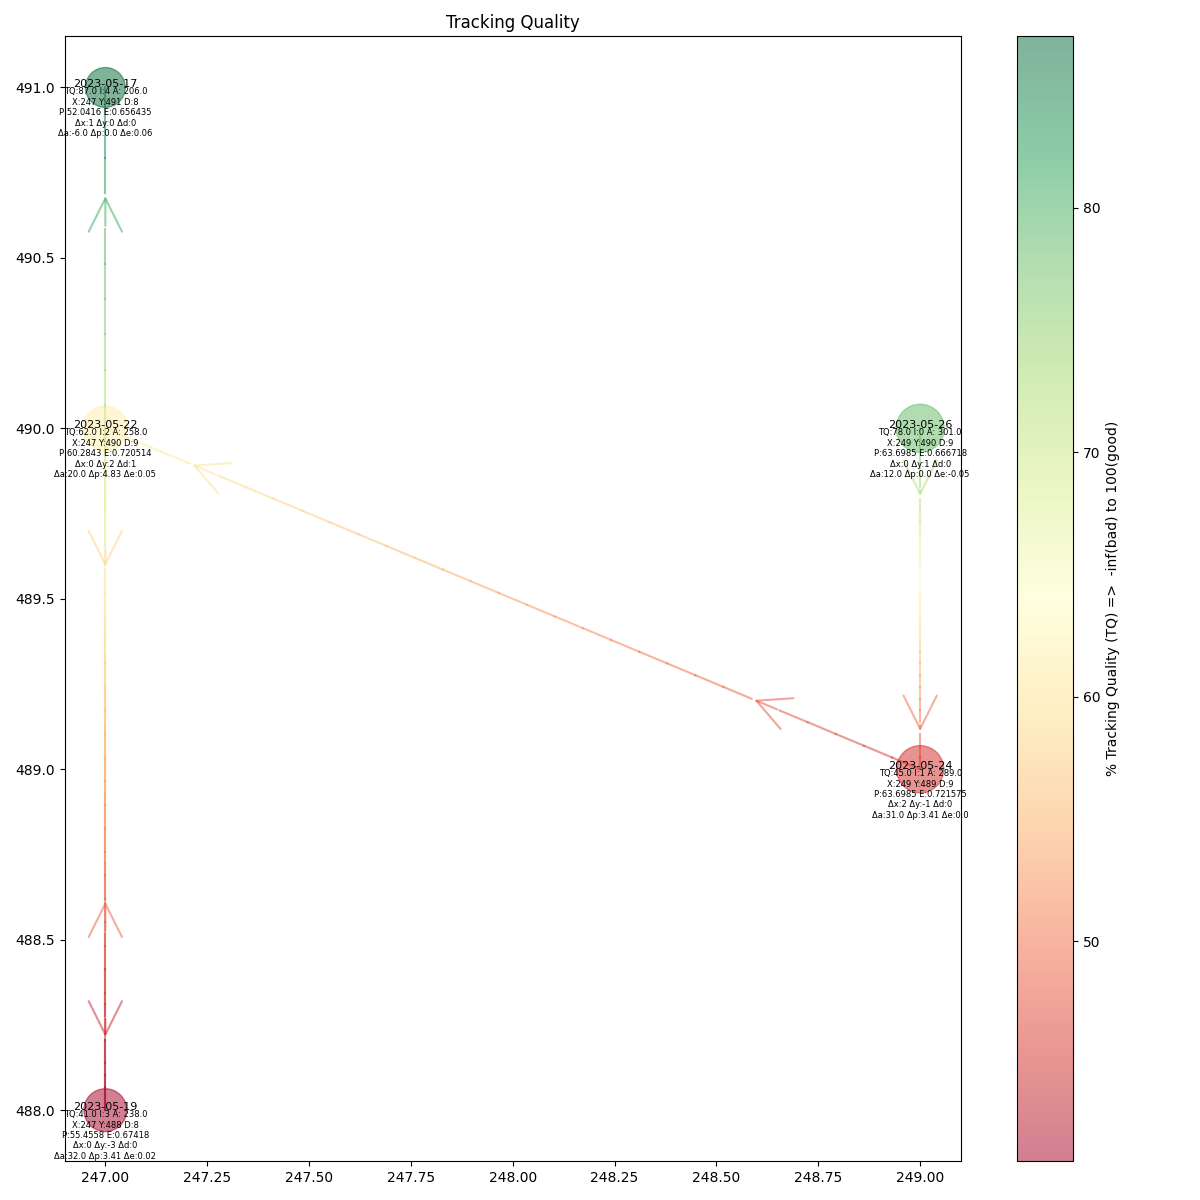 Tracking Quality
491.0
490.5
490.0
489.5
489.0
488.5
488.0
2023-05-17
TQ:87.0 I:4 A: 206.0
X:247 Y:491 D:8
P:52.0416 E:0.656435
Δx:1 Δy:0 Δd:0
Δa:-6.0 Δp:0.0 Δe:0.06
2023-05-22
TQ:62.0 I:2 A: 258.0
X:247 Y:490 D:9
P:60.2843 E:0.720514
Δx:0 Δy:2 Δd:1
Δa:20.0 Δp:4.83 Δe:0.05
2023-05-26
TQ:78.0 I:0 A: 301.0
X:249 Y:490 D:9
P:63.6985 E:0.666718
Δx:0 Δy:1 Δd:0
Δa:12.0 Δp:0.0 Δe:-0.05
2023-05-24
TQ:45.0 I:1 A: 289.0
X:249 Y:489 D:9
P:63.6985 E:0.721575
Δx:2 Δy:-1 Δd:0
Δa:31.0 Δp:3.41 Δe:0.0
2023-05-19
TQ:41.0 I:3 A: 238.0
X:247 Y:488 D:8
P:55.4558 E:0.67418
Δx:0 Δy:-3 Δd:0
Δa:32.0 Δp:3.41 Δe:0.02
247.00 247.25 247.50 247.75 248.00 248.25 248.50 248.75 249.00
80
70
60
50
% Tracking Quality (TQ) =>  -inf(bad) to 100(good)